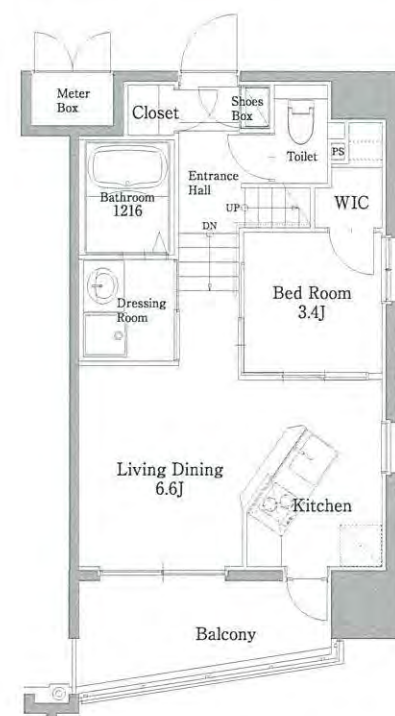 Meter
Box
Closet
Shoes
Box
Toilet
PS
Entrance
Hall
Bathroom
1216
UP
WIC
DN
Bed Room
3.4J
Dressing
Room
Living Dining
6.6J
Kitchen
Balcony